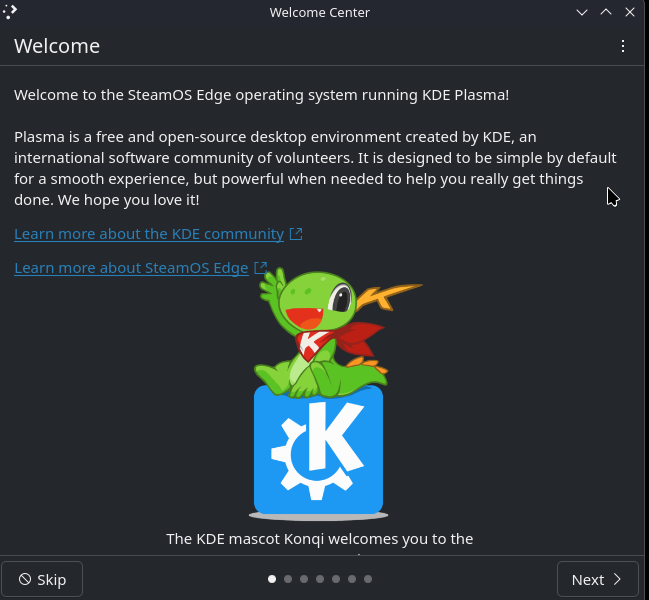 Welcome Center
Welcome
Welcome to the SteamOS Edge operating system running KDE Plasma!
Plasma is a free and open-source desktop environment created by KDE, an
international software community of volunteers. It is designed to be simple by default
for a smooth experience, but powerful when needed to help you really get things
done. We hope you love it!
Learn more about the KDE community
Learn more about SteamOS Edge
K
K
The KDE mascot Konqi welcomes you to the
Skip
Next